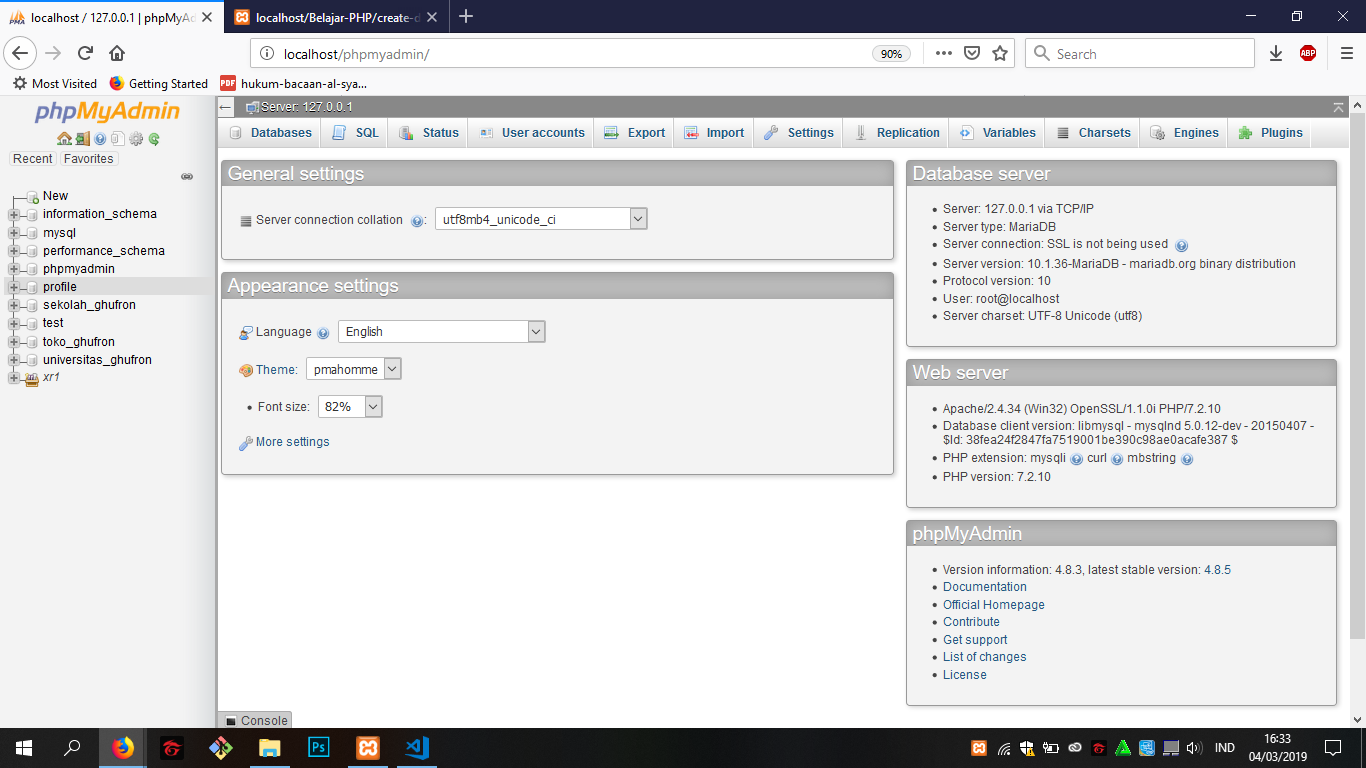 localhost / 127.0.0.1 | phpMyAd
localhost/Belajar-PHP/create-d
localhost/phpmyadmin/
90%
Search
ABP
Most Visited
Getting Started
PDF
hukum-bacaan-al-sya...
phpMyAdmin
Recent
Favorites
New
information_schema
mysql
performance_schema
phpmyadmin
profile
sekolah_ghufron
test
toko_ghufron
universitas_ghufron
xr1
Server: 127.0.0.1
Databases
SQL
Status
User accounts
Export
Import
Settings
Replication
Variables
Charsets
Engines
Plugins
General settings
Server connection collation :
utf8mb4_unicode_ci
Appearance settings
Language
English
Theme:
pmahomme
Font size:
82%
More settings
Database server
Server: 127.0.0.1 via TCP/IP
Server type: MariaDB
Server connection: SSL is not being used
Server version: 10.1.36-MariaDB - mariadb.org binary distribution
Protocol version: 10
User: root@localhost
Server charset: UTF-8 Unicode (utf8)
Web server
Apache/2.4.34 (Win32) OpenSSL/1.1.0i PHP/7.2.10
Database client version: libmysql - mysqlnd 5.0.12-dev - 20150407 -
$Id: 38fea24f2847fa7519001be390c98ae0acafe387 $
PHP extension: mysqli curl mbstring
PHP version: 7.2.10
phpMyAdmin
Version information: 4.8.3, latest stable version: 4.8.5
Documentation
Official Homepage
Contribute
Get support
List of changes
License
Console
Ps
IND
16:33
04/03/2019